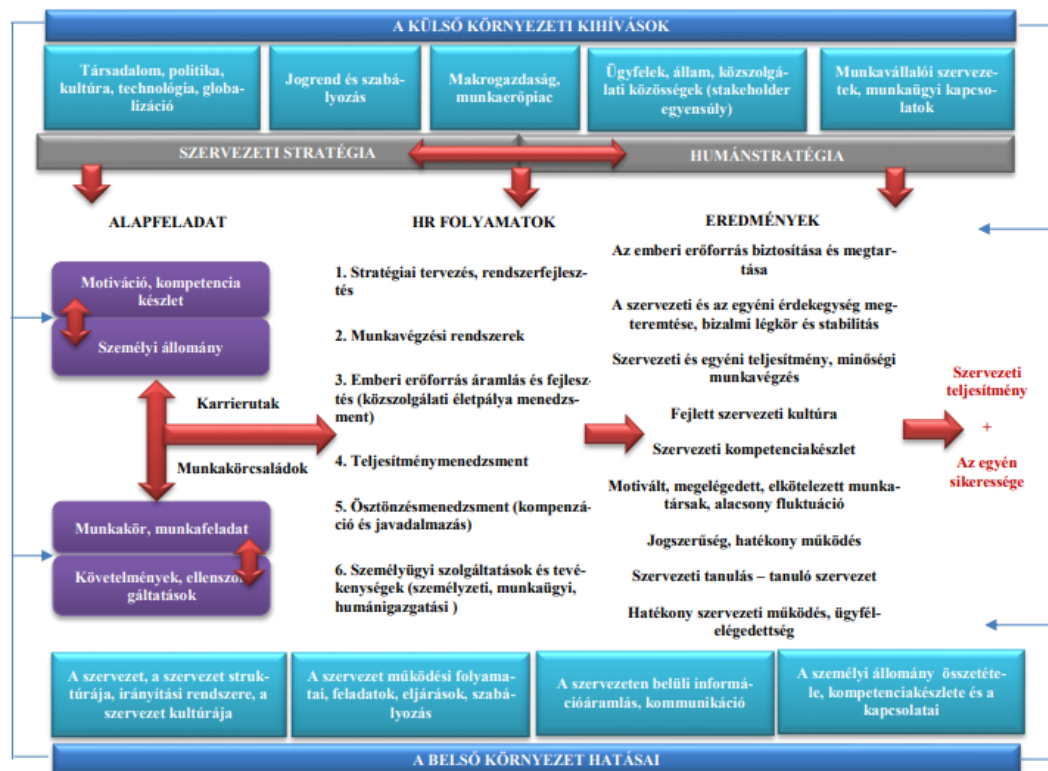 A KÜLSŐ KÖRNYEZETI KIHÍVÁSOK
Társadalom, politika,
kultúra, technológia, globa-
lizáció
Jogrend és szabá-
lyozás
Makrogazdaság,
munkaerőpiac
Ügyfelek, állam, közszolgá-
lati közösségek (stakeholder
egyensúly)
Munkavállalói szerveze-
tek, munkaügyi kapcso-
latok
SZERVEZETI STRATÉGIA
HUMÁNSTRATÉGIA
ALAPFELADAT
Motiváció, kompetencia
készlet
Személyi állomány
Karrierutak
Munkakörcsaládok
Munkakör, munkafeladat
Követelmények, ellenszol-
gáltatások
HR FOLYAMATOK
1. Stratégiai tervezés, rendszerfejlesz-
tés
2. Munkavégzési rendszerek
3. Emberi erőforrás áramlás és fejlesz-
tés (közszolgálati életpálya menedzs-
ment)
4. Teljesítménymenedzsment
5. Ösztönzésmenedzsment (kompenzá-
ció és javadalmazás)
6. Személyügyi szolgáltatások és tevé-
kenységek (személyzeti, munkaügyi,
humánigazgatási )
EREDMÉNYEK
Az emberi erőforrás biztosítása és megtar-
tása
A szervezeti és az egyéni érdekegység meg-
teremtése, bizalmi légkör és stabilitás
Szervezeti és egyéni teljesítmény, minőségi
munkavégzés
Fejlett szervezeti kultúra
Szervezeti kompetenciakészlet
Motivált, megelégedett, elkötelezett munka-
társak, alacsony fluktuáció
Jogszerűség, hatékony működés
Szervezeti tanulás – tanuló szervezet
Hatékony szervezeti működés, ügyfél-
elégedettség
Szervezeti
teljesítmény
+
Az egyén
sikeressége
A szervezet, a szervezet struk-
túrája, irányítási rendszere, a
szervezet kultúrája
A szervezet működési folyama-
tai, feladatok, eljárások, szabá-
lyozás
A szervezeten belüli informá-
cióáramlás, kommunikáció
A személyi állomány összetéte-
le, kompetenciakészlete és a
kapcsolatai
A BELSŐ KÖRNYEZET HATÁSAI